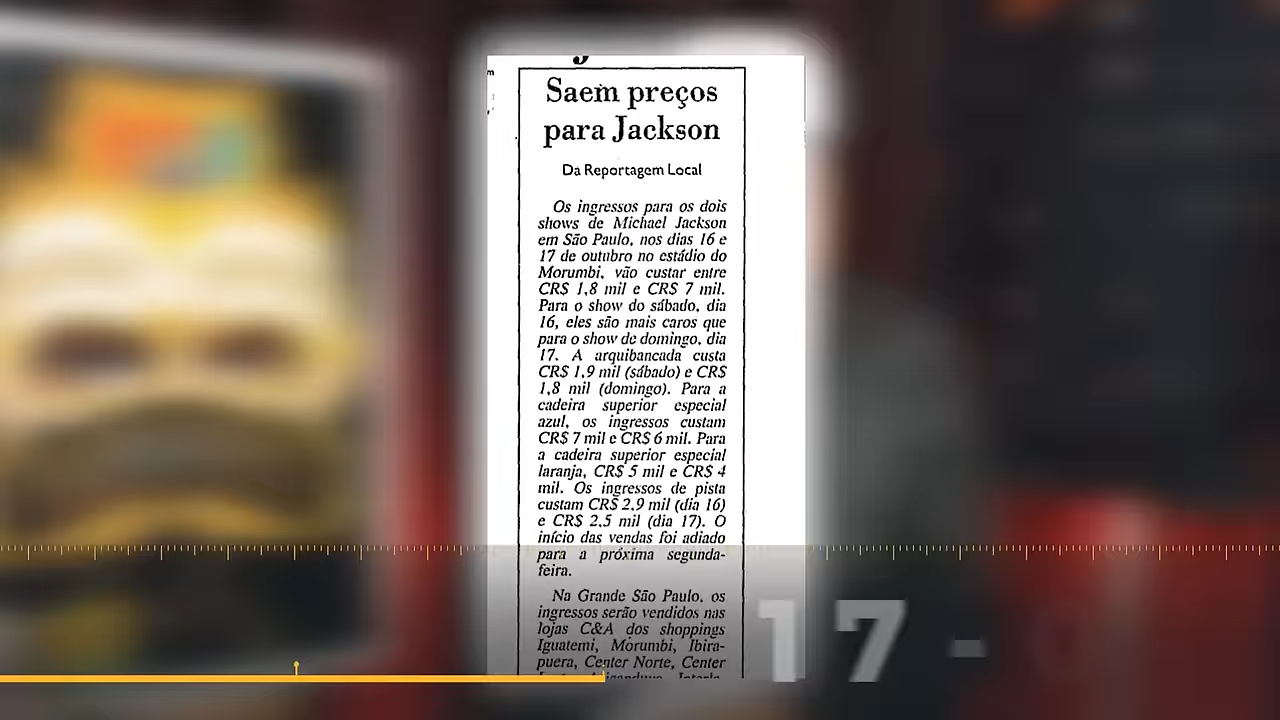 Saem preços
para Jackson
Da Reportagem Local
Os ingressos para os dois
shows de Michael Jackson
em São Paulo, nos dias 16 e
17 de outubro no estádio do
Morumbi, vão custar entre
CR$ 1,8 mil e CR$ 7 mil.
Para o show do sábado, dia
16, eles são mais caros que
para o show de domingo, dia
17. A arquibancada custa
CR$ 1,9 mil (sábado) e CR$
1,8 mil (domingo). Para a
cadeira superior especial
azul, os ingressos custam
CR$ 7 mil e CR$ 6 mil. Para
a cadeira superior especial
laranja, CR$ 5 mil e CR$ 4
mil. Os ingressos de pista
custam CR$ 2,9 mil (dia 16)
e CR$ 2,5 mil (dia 17). O
início das vendas foi adiado
para a próxima segunda-
feira.
Na Grande São Paulo, os
ingressos serão vendidos nas
lojas C&A dos shoppings
Iguatemi, Morumbi, Ibira-
puera, Center Norte, Center
17 -